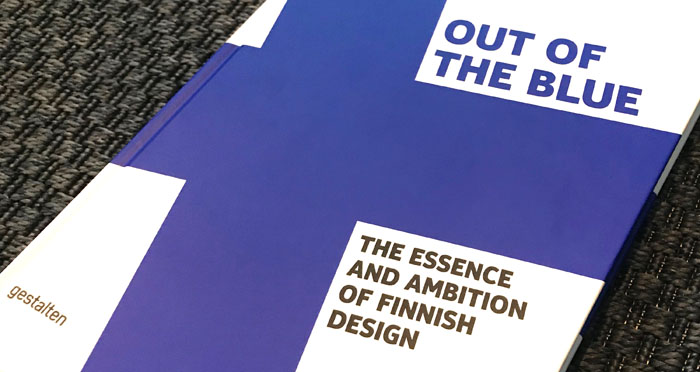 OUT OF
THE BLUE
THE ESSENCE
AND AMBITION
OF FINNISH
DESIGN
gestalten